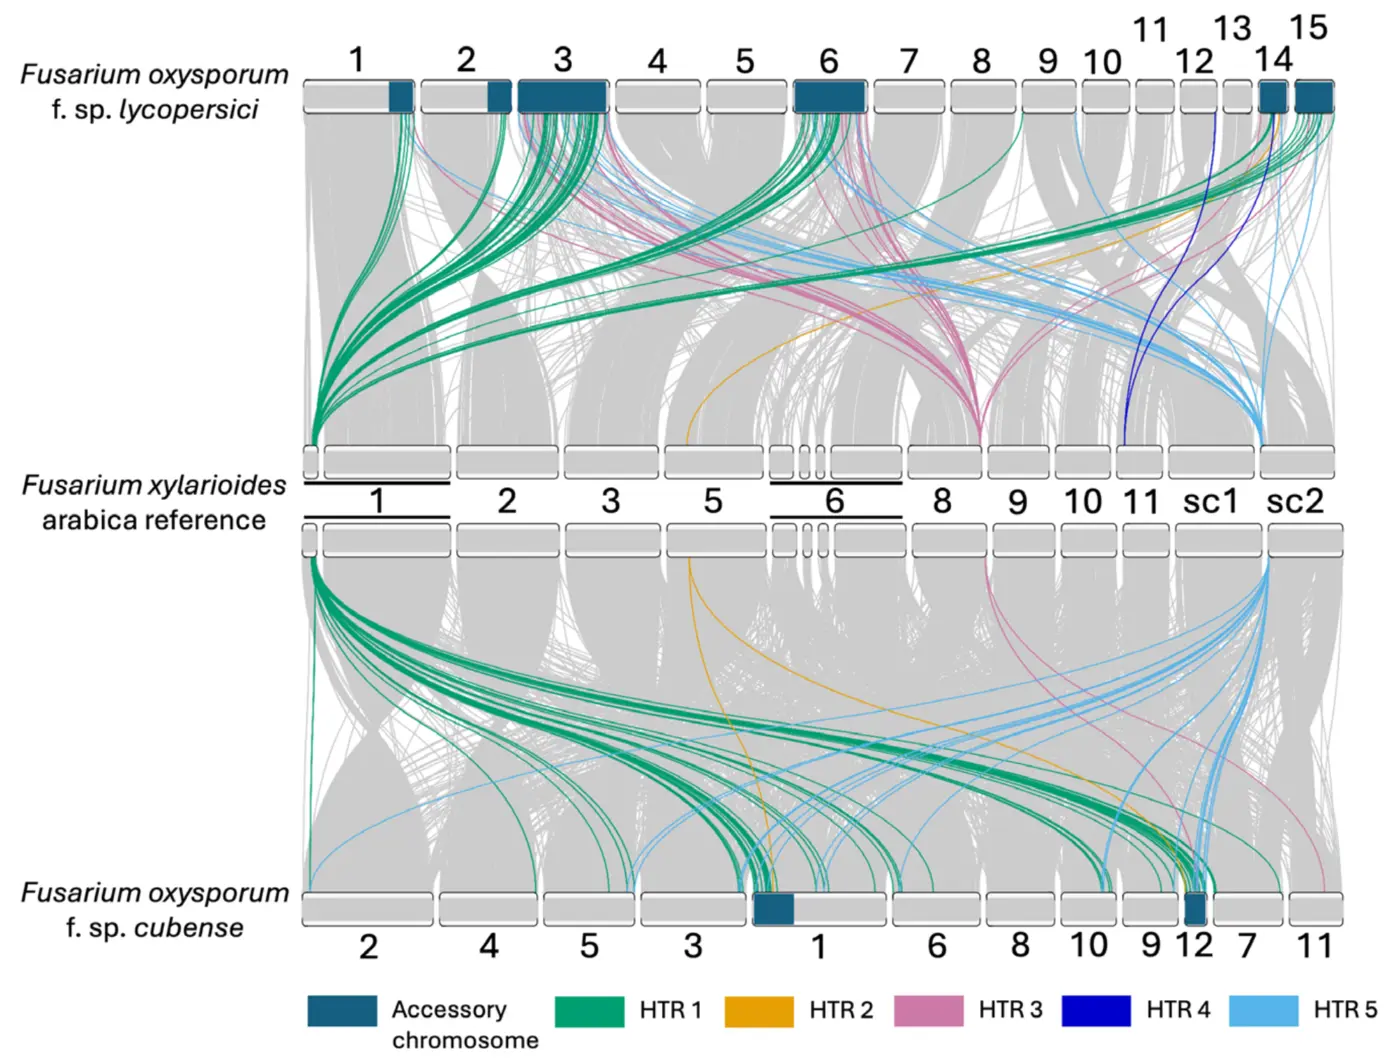 11 13 15
1 2 3 4 5 6 7 8 9 10 12 14
Fusarium oxysporum
f. sp. lycopersici
Fusarium xylarioides
arabica reference
1 2 3 5 6 8 9 10 11 sc1 sc2
Fusarium oxysporum
f. sp. cubense
2 4 5 3 1 6 8 10 9 12 7 11
Accessory
chromosome
HTR 1
HTR 2
HTR 3
HTR 4
HTR 5